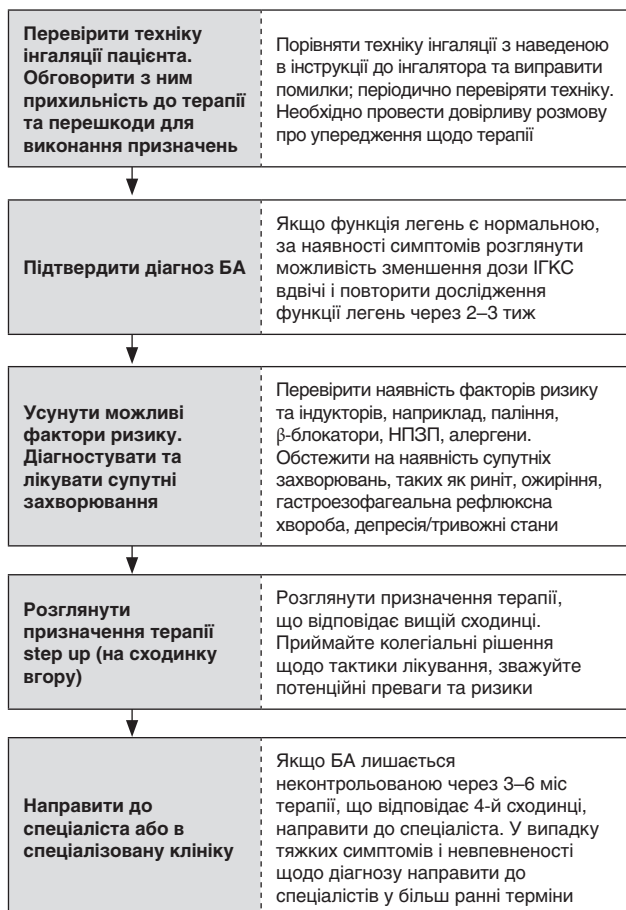 Перевірити техніку
інгаляції пацієнта.
Обговорити з ним
прихильність до терапії
та перешкоди для
виконання призначень
Порівняти техніку інгаляції з наведеною
в інструкції до інгалятора та виправити
помилки; періодично перевіряти техніку.
Необхідно провести довірливу розмову
про упередження щодо терапії
Підтвердити діагноз БА
Якщо функція легень є нормальною,
за наявності симптомів розглянути
можливість зменшення дози ІГКС
вдвічі і повторити дослідження
функції легень через 2–3 тиж
Усунути можливі
фактори ризику.
Діагностувати та
лікувати супутні
захворювання
Перевірити наявність факторів ризику
та індукторів, наприклад, паління,
β-блокатори, НПЗП, алергени.
Обстежити на наявність супутніх
захворювань, таких як риніт, ожиріння,
гастроезофагеальна рефлюксна
хвороба, депресія/тривожні стани
Розглянути
призначення терапії
step up (на сходинку
вгору)
Розглянути призначення терапії,
що відповідає вищій сходинці.
Приймайте колегіальні рішення
щодо тактики лікування, зважуйте
потенційні преваги та ризики
Направити до
спеціаліста або в
спеціалізовану клініку
Якщо БА лишається
неконтрольованою через 3–6 міс
терапії, що відповідає 4-й сходинці,
направити до спеціаліста. У випадку
тяжких симптомів і невпевненості
щодо діагнозу направити до
спеціалістів у більш ранні терміни